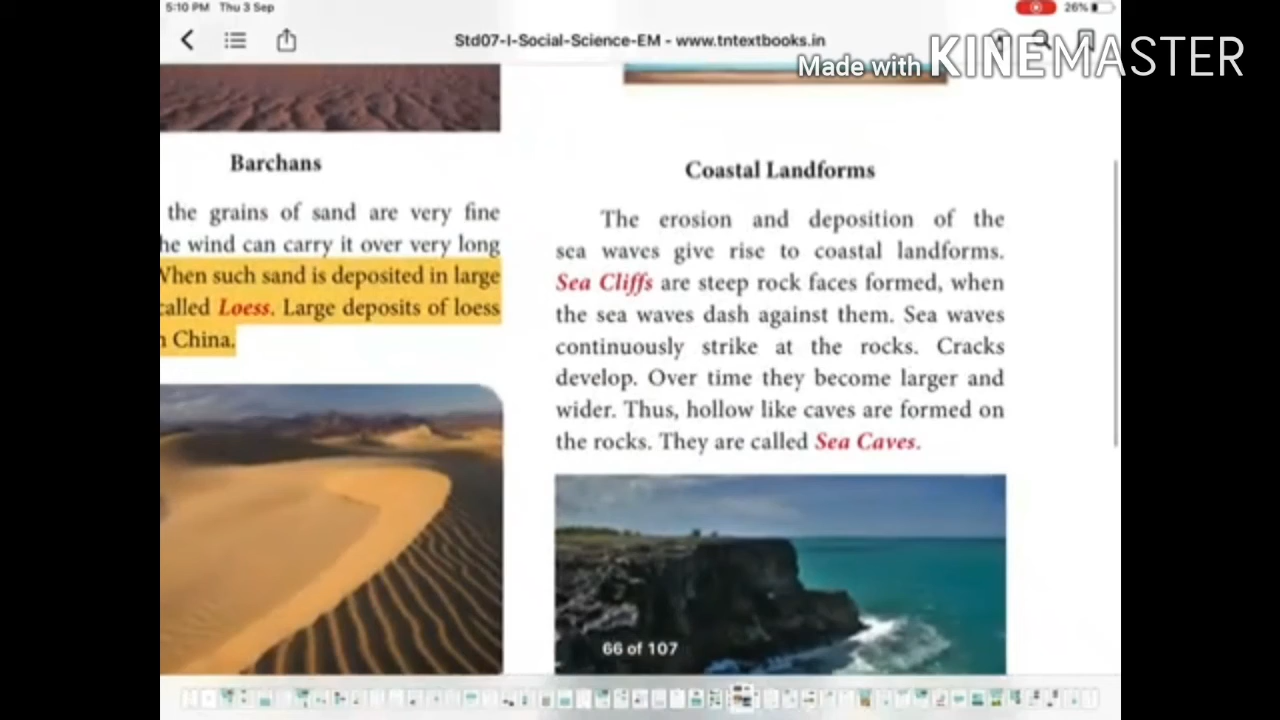 5:10 PM Thu 3 Sep
26%
Std07-I-Social-Science-EM - www.tntextbooks.in
Made with KINEMASTER
Barchans
the grains of sand are very fine
he wind can carry it over very long
When such sand is deposited in large
called Loess. Large deposits of loess
n China.
Coastal Landforms
The erosion and deposition of the
sea waves give rise to coastal landforms.
Sea Cliffs are steep rock faces formed, when
the sea waves dash against them. Sea waves
continuously strike at the rocks. Cracks
develop. Over time they become larger and
wider. Thus, hollow like caves are formed on
the rocks. They are called Sea Caves.
66 of 107